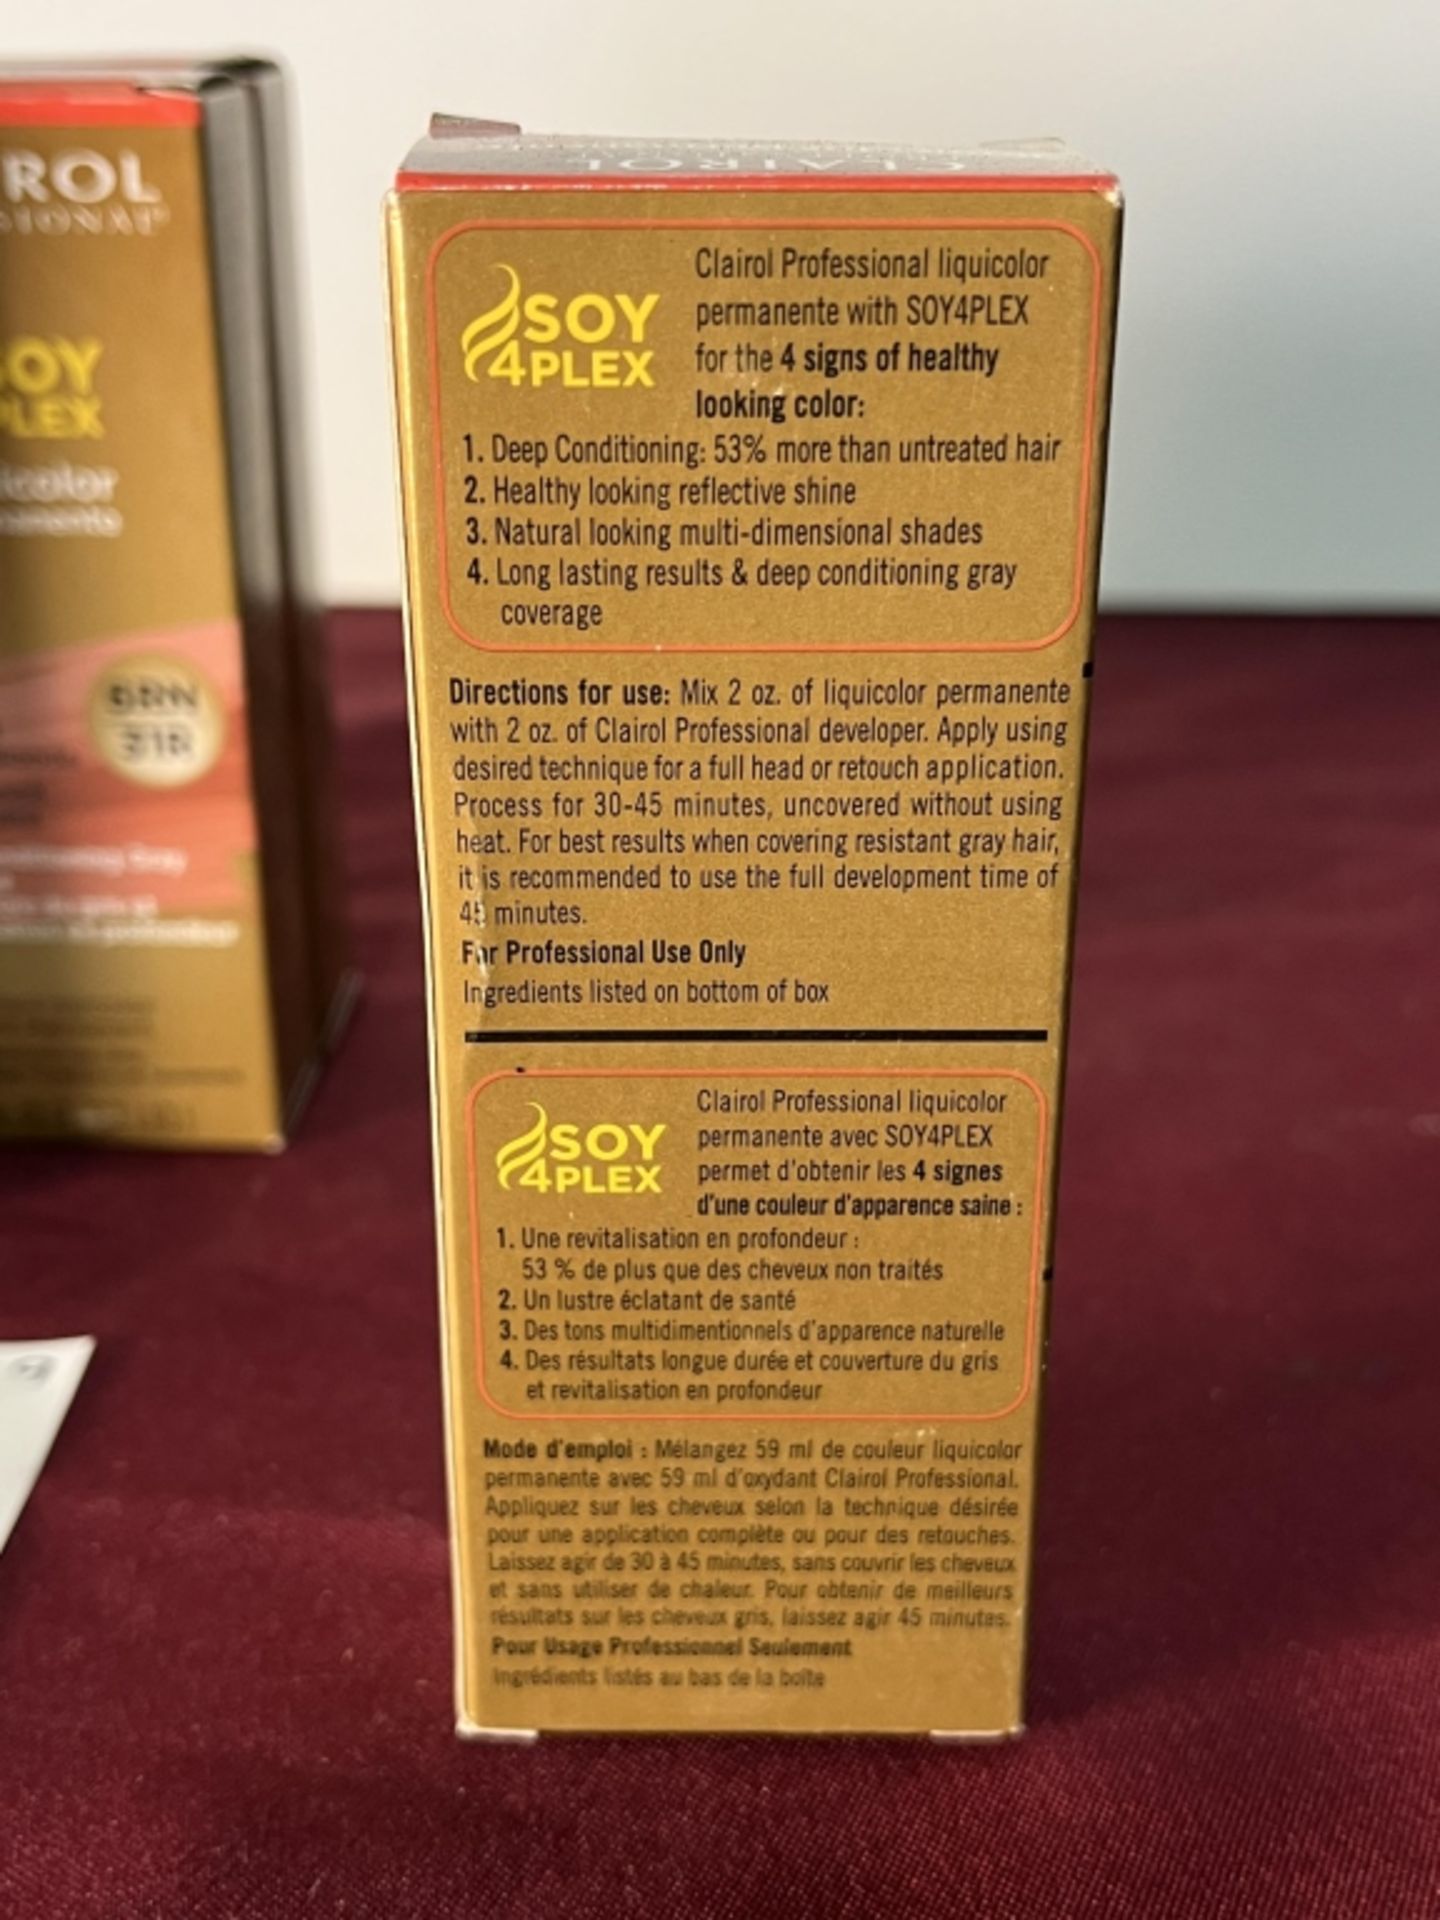 ROL
SOY
PLEX
6RN
CLAIROL
SOY
4PLEX
Clairol Professional liquicolor
permanente with SOY4PLEX
for the 4 signs of healthy
looking color:
1. Deep Conditioning: 53% more than untreated hair
2. Healthy looking reflective shine
3. Natural looking multi-dimensional shades
4. Long lasting results & deep conditioning gray
coverage
Directions for use: Mix 2 oz. of liquicolor permanente
with 2 oz. of Clairol Professional developer. Apply using
desired technique for a full head or retouch application.
Process for 30-45 minutes, uncovered without using
heat. For best results when covering resistant gray hair,
it is recommended to use the full development time of
45 minutes.
For Professional Use Only
Ingredients listed on bottom of box
SOY
4PLEX
Clairol Professional liquicolor
permanente avec SOY4PLEX
permet d'obtenir les 4 signes
d'une couleur d'apparence saine :
1. Une revitalisation en profondeur :
53 % de plus que des cheveux non traités
2. Un lustre éclatant de santé
3. Des tons multidimentionnels d'apparence naturelle
4. Des résultats longue durée et couverture du gris
et revitalisation en profondeur
Mode d'emploi : Mélangez 59 ml de couleur liquicolor
permanente avec 59 ml d'oxydant Clairol Professional.
Appliquez sur les cheveux selon la technique désirée
pour une application complète ou pour des retouches.
Laissez agir de 30 à 45 minutes, sans couvrir les cheveux
et sans utiliser de chaleur. Pour obtenir de meilleurs
résultats sur les cheveux gris, laissez agir 45 minutes.
Pour Usage Professionnel Seulement
Ingrédients listés au bas de la boîte